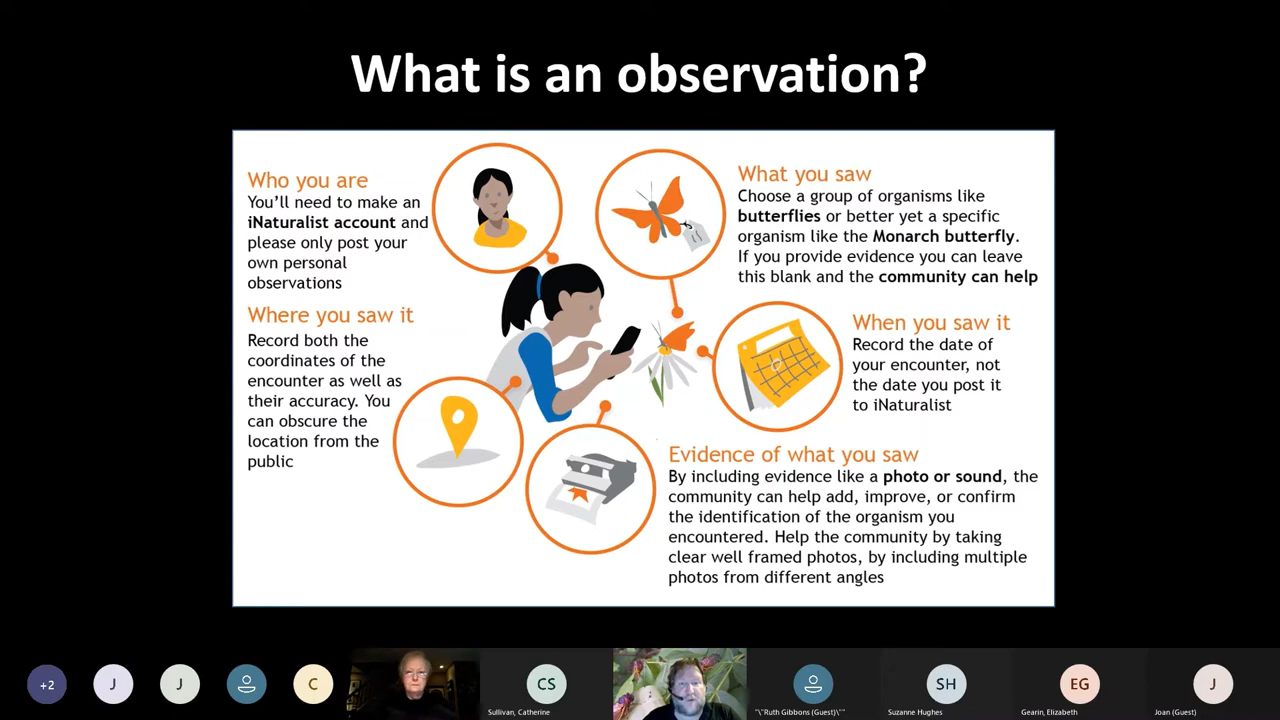 What is an observation?
Who you are
You'll need to make an
iNaturalist account and
please only post your
own personal
observations
Where you saw it
Record both the
coordinates of the
encounter as well as
their accuracy. You
can obscure the
location from the
public
What you saw
Choose a group of organisms like
butterflies or better yet a specific
organism like the Monarch butterfly.
If you provide evidence you can leave
this blank and the community can help
When you saw it
Record the date of
your encounter, not
the date you post it
to iNaturalist
Evidence of what you saw
By including evidence like a photo or sound, the
community can help add, improve, or confirm
the identification of the organism you
encountered. Help the community by taking
clear well framed photos, by including multiple
photos from different angles
+2
J
J
C
CS
Sullivan, Catherine
"\"Ruth Gibbons (Guest)\""
SH
Suzanne Hughes
EG
Gearin, Elizabeth
J
Joan (Guest)